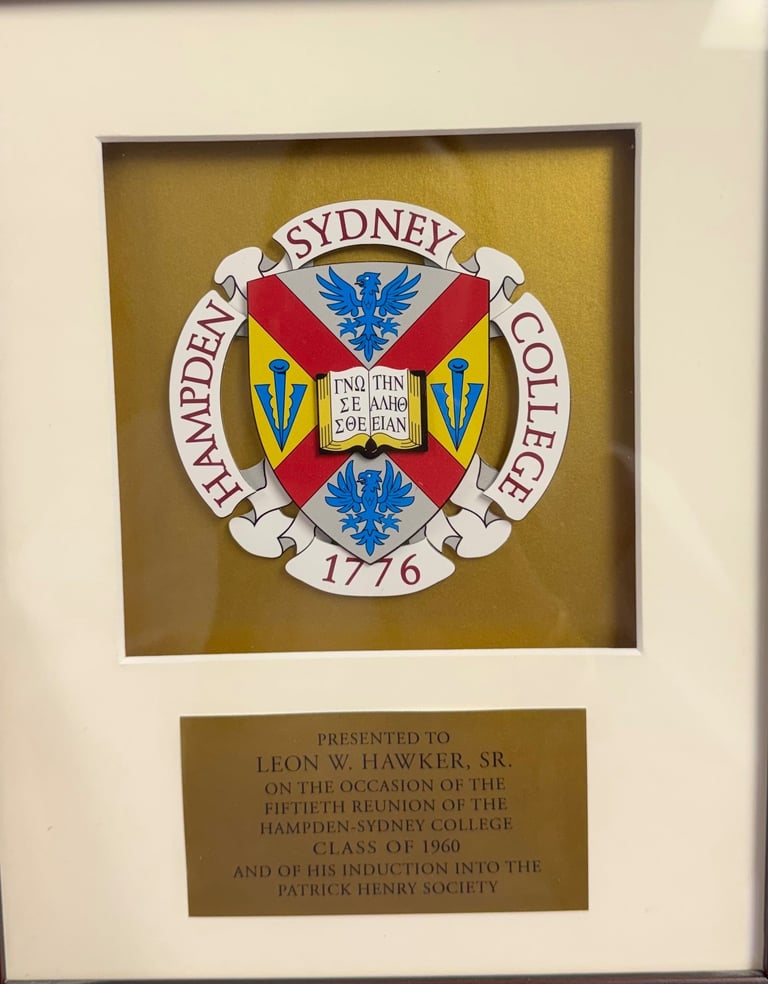 HAMPDEN SYDNEY COLLEGE
ΓΝΩ ΤΗΝ
ΣΕ ΑΛΗΘ
ΣΘΕ ΕΙΑΝ
1776
PRESENTED TO
LEON W. HAWKER, SR.
ON THE OCCASION OF THE
FIFTIETH REUNION OF THE
HAMPDEN-SYDNEY COLLEGE
CLASS OF 1960
AND OF HIS INDUCTION INTO THE
PATRICK HENRY SOCIETY